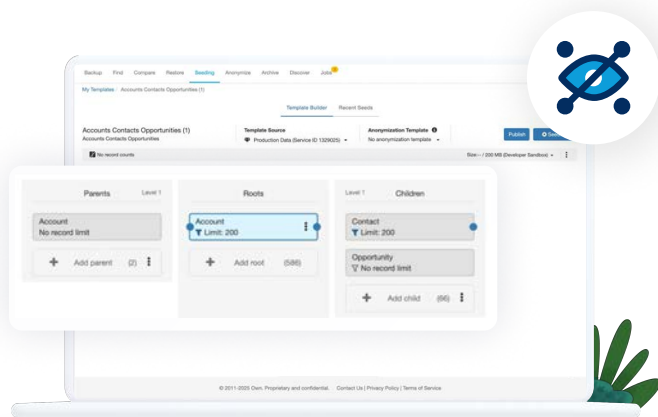 Backup Find Compare Restore Seeding Anonymize Archive Discover Jobs
My Templates / Accounts Contacts Opportunities (1)
Template Builder Recent Seeds
Accounts Contacts Opportunities (1)
Accounts Contacts Opportunities
Template Source
Production Data (Service ID 1329025)
Anonymization Template
No anonymization template
Publish
No record counts
Size: - / 200 MB (Developer Sandbox)
Parents Level 1
Account
No record limit
Add parent (2)
Roots
Account
Limit: 200
Add root (586)
Level 1 Children
Contact
Limit: 200
Opportunity
No record limit
Add child (66)
© 2011-2025 Own. Proprietary and confidential. Contact Us | Privacy Policy | Terms of Service